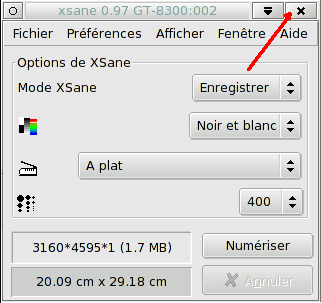 xsane 0.97 GT-8300:002
Fichier Préférences Afficher Fenêtre Aide
Options de XSane
Mode XSane Enregistrer
Noir et blanc
A plat
400
3160*4595*1 (1.7 MB) Numériser
20.09 cm x 29.18 cm Annuler